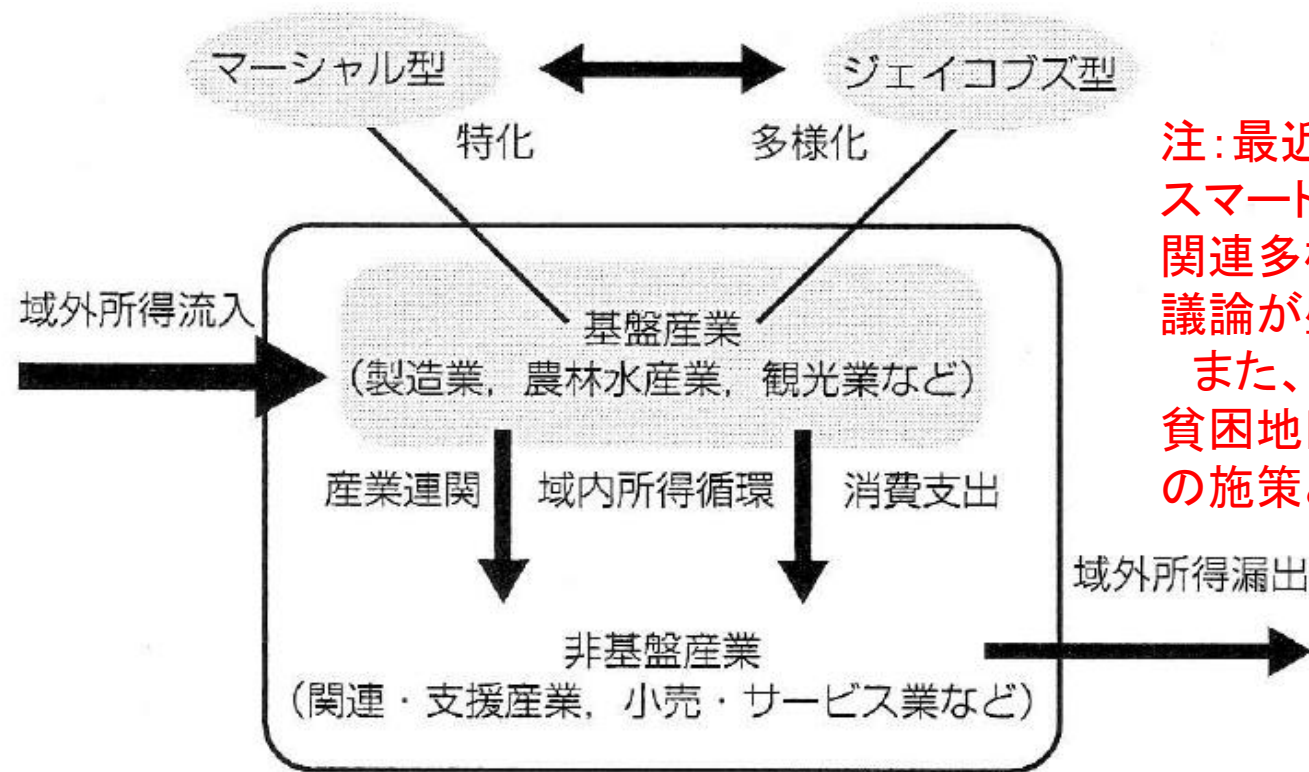 マーシャル型
ジェイコブズ型
特化
多様化
注：最近
スマート
関連多様
議論が
また、
貧困地
の施策
域外所得流入
基盤産業
（製造業，農林水産業，観光業など）
産業連関
域内所得循環
消費支出
域外所得漏出
非基盤産業
（関連・支援産業，小売・サービス業など）